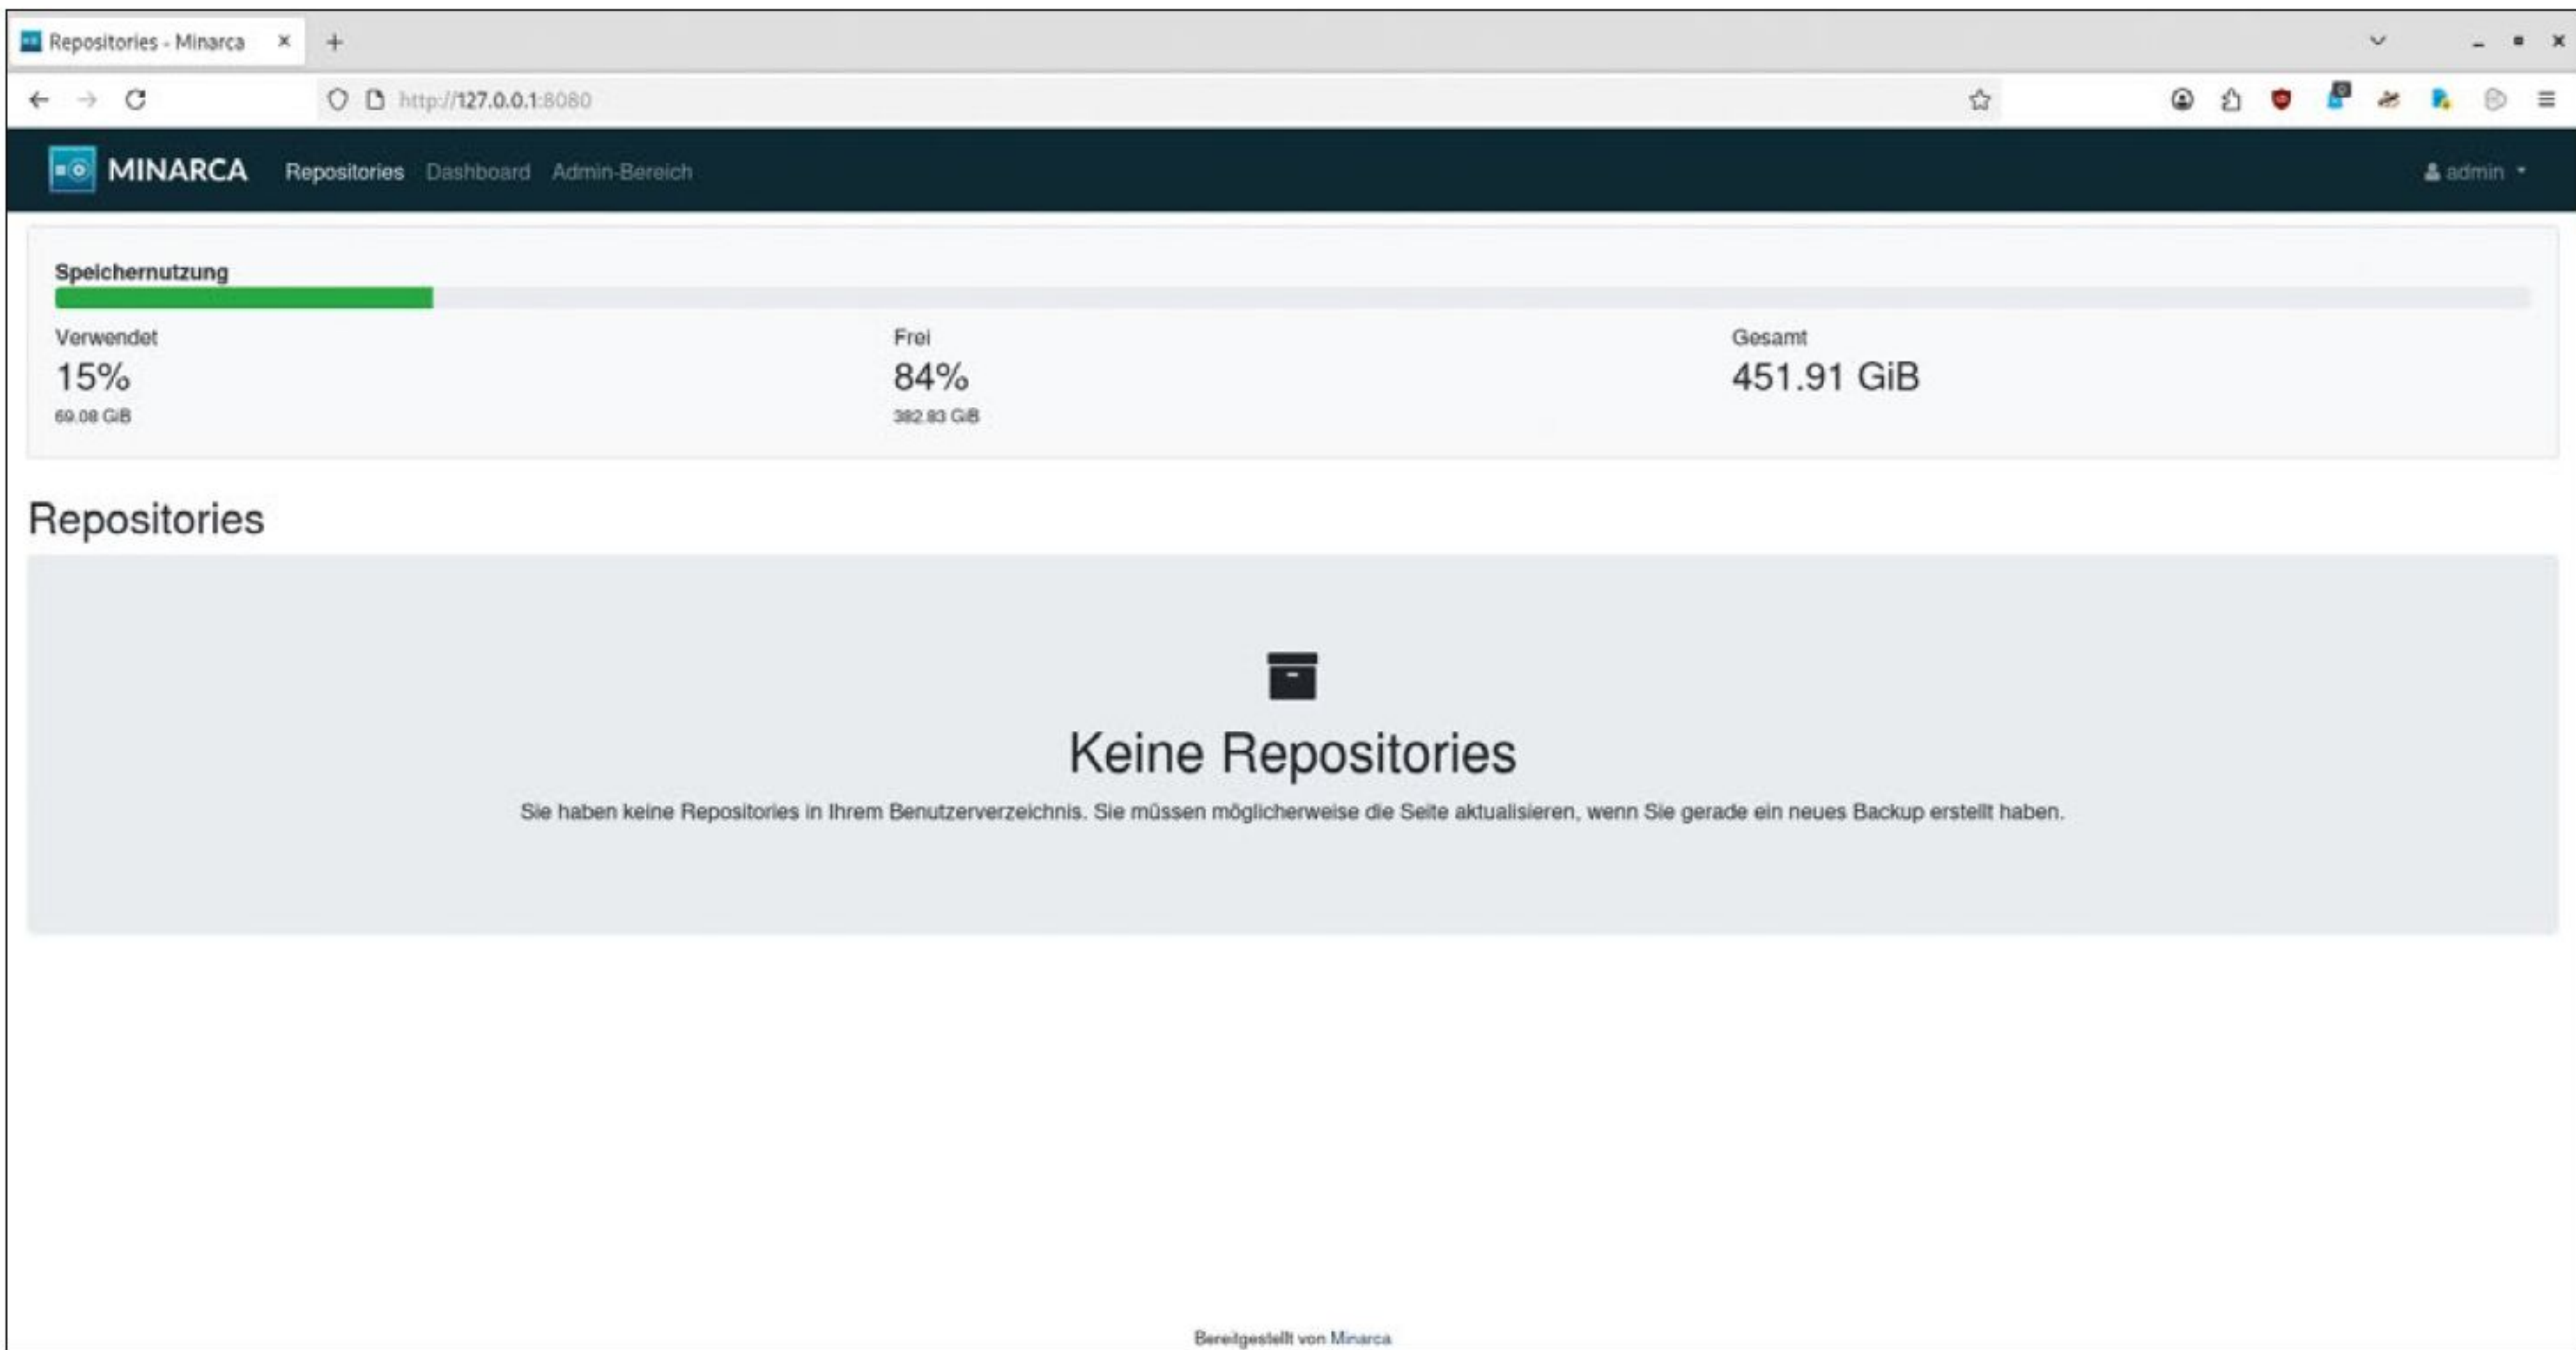 Repositories - Minarca
http://127.0.0.1:8080
MINARCA Repositories Dashboard Admin-Bereich admin
Speichernutzung
Verwendet Frei Gesamt
15% 84% 451.91 GiB
69.08 GiB 382.83 GiB
Repositories
Keine Repositories
Sie haben keine Repositories in Ihrem Benutzerverzeichnis. Sie müssen möglicherweise die Seite aktualisieren, wenn Sie gerade ein neues Backup erstellt haben.
Bereitgestellt von Minarca